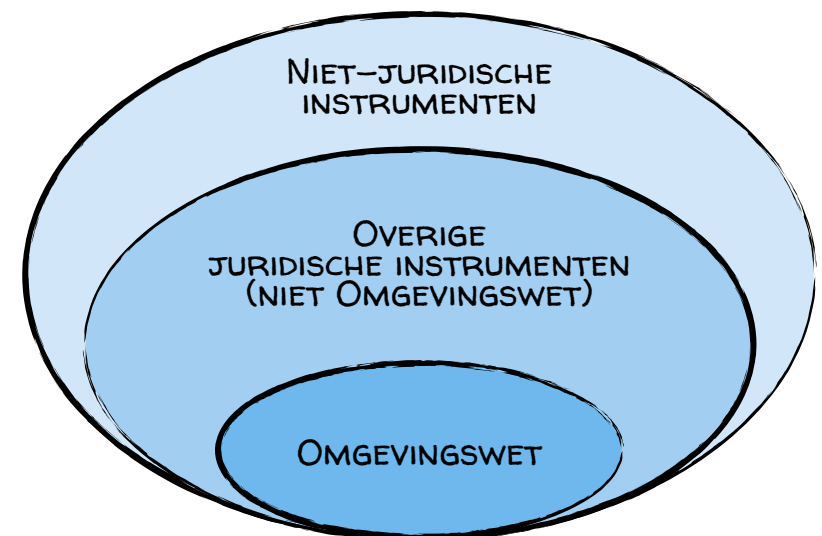 Niet-juridische
instrumenten
Overige
juridische instrumenten
(niet Omgevingswet)
Omgevingswet